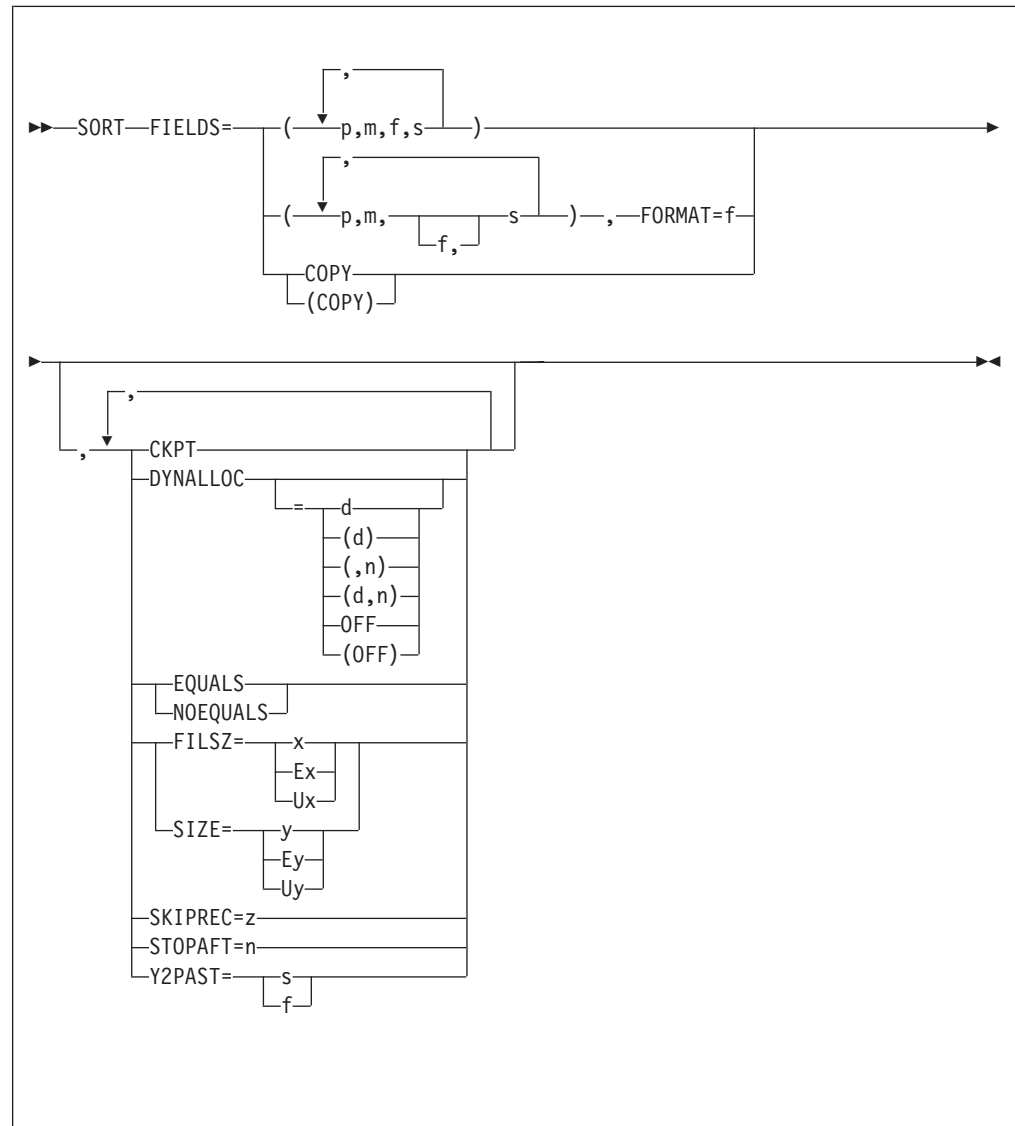 ,
SORT FIELDS= ( p,m,f,s )
,
( p,m, s ) , FORMAT=f
f,
COPY
(COPY)
,
, CKPT
DYNALLOC
= d
(d)
(,n)
(d,n)
OFF
(OFF)
EQUALS
NOEQUALS
FILSZ= x
Ex
Ux
SIZE= y
Ey
Uy
SKIPREC=z
STOPAFT=n
Y2PAST= s
f